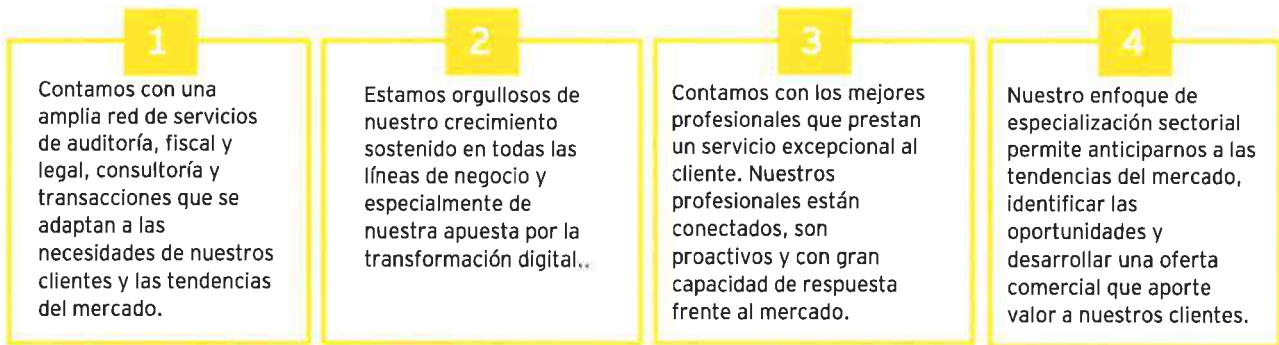 1
Contamos con una
amplia red de servicios
de auditoría, fiscal y
legal, consultoría y
transacciones que se
adaptan a las
necesidades de nuestros
clientes y las tendencias
del mercado.
2
Estamos orgullosos de
nuestro crecimiento
sostenido en todas las
líneas de negocio y
especialmente de
nuestra apuesta por la
transformación digital..
3
Contamos con los mejores
profesionales que prestan
un servicio excepcional al
cliente. Nuestros
profesionales están
conectados, son
proactivos y con gran
capacidad de respuesta
frente al mercado.
4
Nuestro enfoque de
especialización sectorial
permite anticiparnos a las
tendencias del mercado,
identificar las
oportunidades y
desarrollar una oferta
comercial que aporte
valor a nuestros clientes.